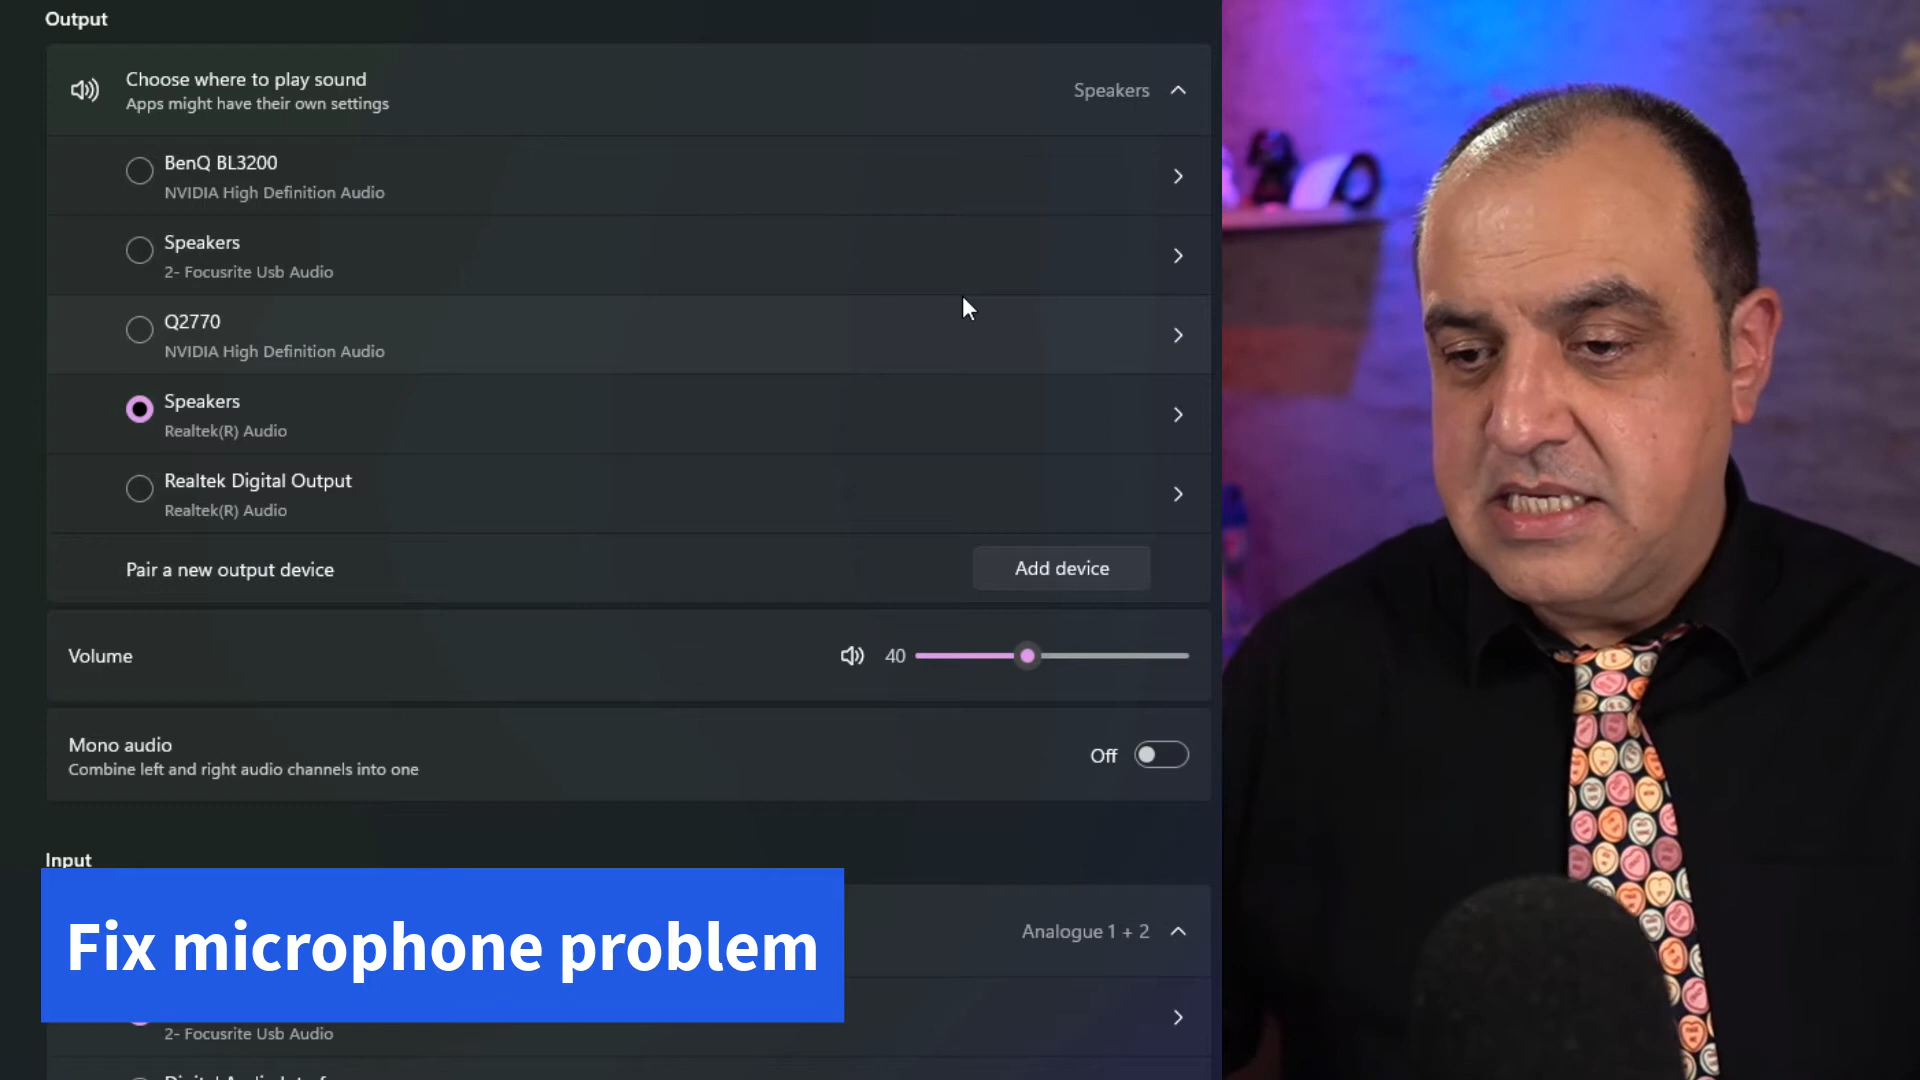 Output
Choose where to play sound
Apps might have their own settings
Speakers
BenQ BL3200
NVIDIA High Definition Audio
Speakers
2- Focusrite Usb Audio
Q2770
NVIDIA High Definition Audio
Speakers
Realtek(R) Audio
Realtek Digital Output
Realtek(R) Audio
Pair a new output device
Add device
Volume
40
Mono audio
Combine left and right audio channels into one
Off
Input
Analogue 1 + 2
Fix microphone problem
2- Focusrite Usb Audio